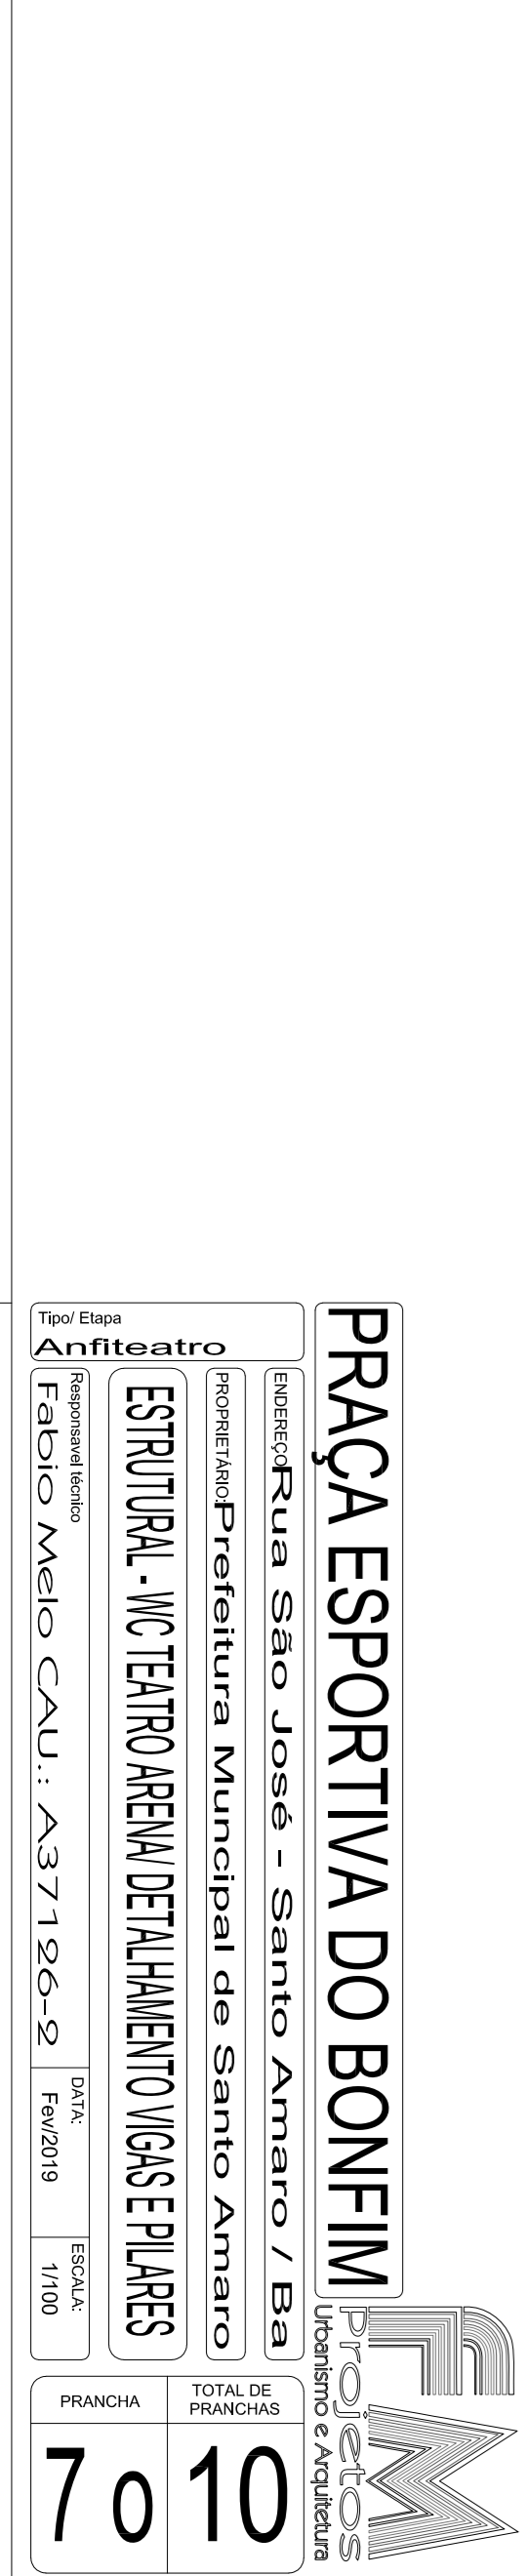 PRAÇA ESPORTIVA DO BONFIM
Tipo/ Etapa
Anfiteatro
ENDEREÇO Rua São José - Santo Amaro / Ba
PROPRIETÁRIO: Prefeitura Muncipal de Santo Amaro
ESTRUTURAL - WC TEATRO ARENA/ DETALHAMENTO VIGAS E PILARES
Responsavel técnico
Fabio Melo CAU.: A37126-2
DATA:
Fev/2019
ESCALA:
1/100
FM
Projetos
Urbanismo e Arquitetura
PRANCHA
7 o
TOTAL DE
PRANCHAS
10